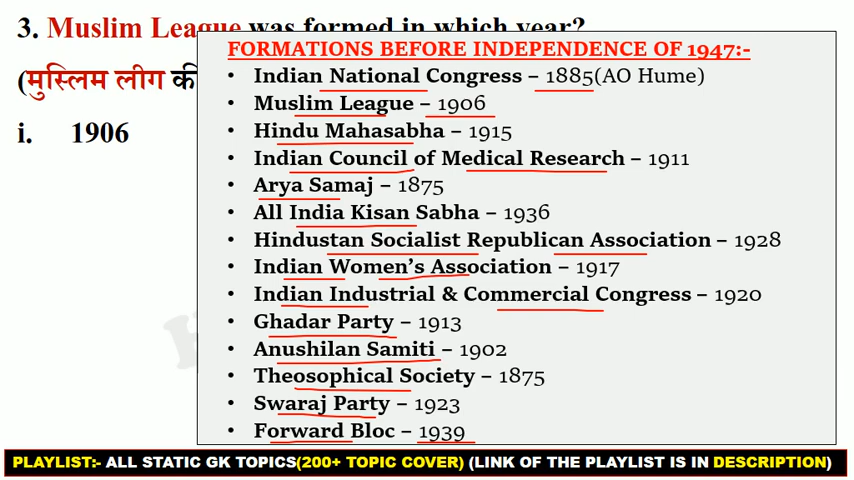 3. Muslim League was formed in which year?
(मुस्लिम लीग की
i. 1906
FORMATIONS BEFORE INDEPENDENCE OF 1947:-
• Indian National Congress – 1885(AO Hume)
• Muslim League – 1906
• Hindu Mahasabha – 1915
• Indian Council of Medical Research – 1911
• Arya Samaj – 1875
• All India Kisan Sabha – 1936
• Hindustan Socialist Republican Association – 1928
• Indian Women's Association – 1917
• Indian Industrial & Commercial Congress – 1920
• Ghadar Party – 1913
• Anushilan Samiti – 1902
• Theosophical Society – 1875
• Swaraj Party – 1923
• Forward Bloc – 1939
PLAYLIST:- ALL STATIC GK TOPICS(200+ TOPIC COVER) (LINK OF THE PLAYLIST IS IN DESCRIPTION)